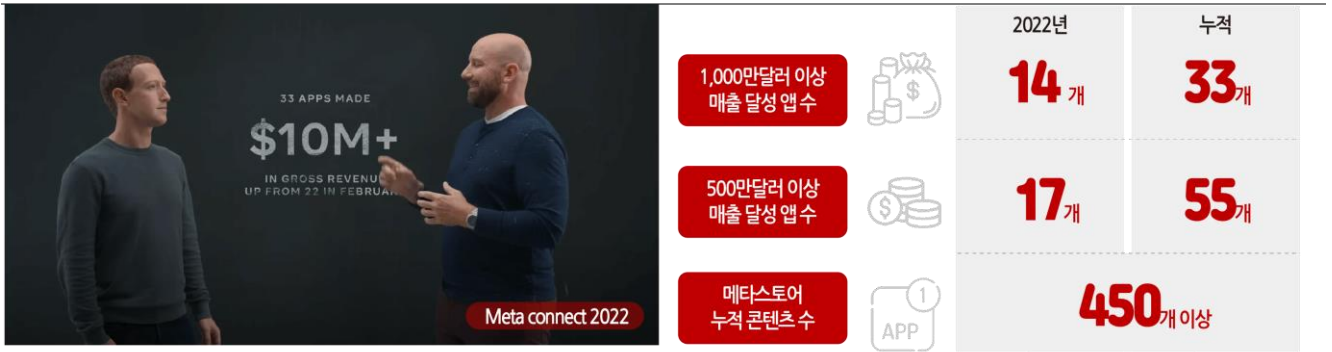 33 APPS MADE
$10M+
IN GROSS REVENUE
UP FROM 22 IN FEBRUARY
Meta connect 2022
2022년
누적
1,000만달러 이상
매출 달성 앱 수
$
14 개
33개
500만달러 이상
매출 달성 앱 수
$
17개
55개
메타스토어
누적 콘텐츠 수
1
APP
450개 이상